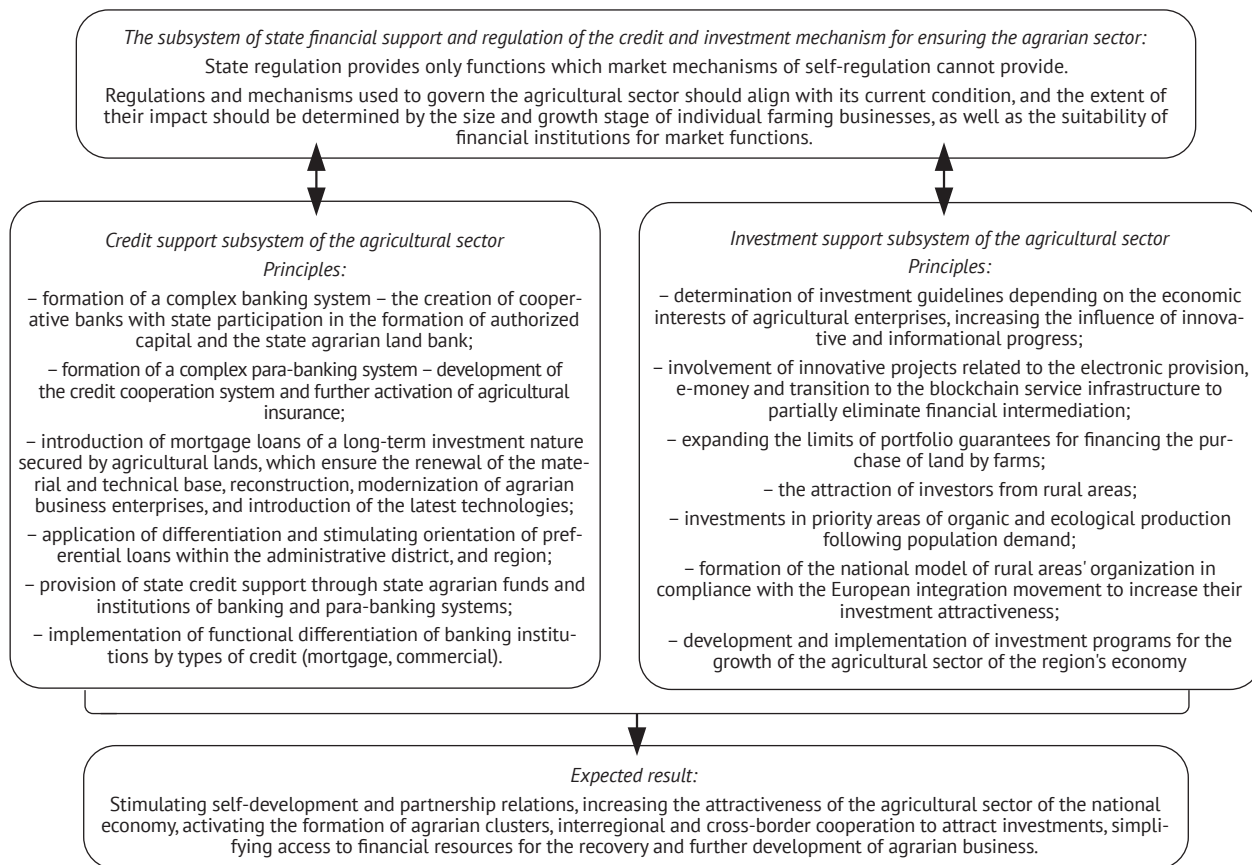 The subsystem of state financial support and regulation of the credit and investment mechanism for ensuring the agrarian sector:
State regulation provides only functions which market mechanisms of self-regulation cannot provide.
Regulations and mechanisms used to govern the agricultural sector should align with its current condition, and the extent of
their impact should be determined by the size and growth stage of individual farming businesses, as well as the suitability of
financial institutions for market functions.
Credit support subsystem of the agricultural sector
Principles:
– formation of a complex banking system – the creation of cooper-
ative banks with state participation in the formation of authorized
capital and the state agrarian land bank;
– formation of a complex para-banking system – development of
the credit cooperation system and further activation of agricultural
insurance;
– introduction of mortgage loans of a long-term investment nature
secured by agricultural lands, which ensure the renewal of the mate-
rial and technical base, reconstruction, modernization of agrarian
business enterprises, and introduction of the latest technologies;
– application of differentiation and stimulating orientation of pref-
erential loans within the administrative district, and region;
– provision of state credit support through state agrarian funds and
institutions of banking and para-banking systems;
– implementation of functional differentiation of banking institu-
tions by types of credit (mortgage, commercial).
Investment support subsystem of the agricultural sector
Principles:
– determination of investment guidelines depending on the economic
interests of agricultural enterprises, increasing the influence of innova-
tive and informational progress;
– involvement of innovative projects related to the electronic provision,
e-money and transition to the blockchain service infrastructure to
partially eliminate financial intermediation;
– expanding the limits of portfolio guarantees for financing the pur-
chase of land by farms;
– the attraction of investors from rural areas;
– investments in priority areas of organic and ecological production
following population demand;
– formation of the national model of rural areas' organization in
compliance with the European integration movement to increase their
investment attractiveness;
– development and implementation of investment programs for the
growth of the agricultural sector of the region's economy
Expected result:
Stimulating self-development and partnership relations, increasing the attractiveness of the agricultural sector of the national
economy, activating the formation of agrarian clusters, interregional and cross-border cooperation to attract investments, simpli-
fying access to financial resources for the recovery and further development of agrarian business.